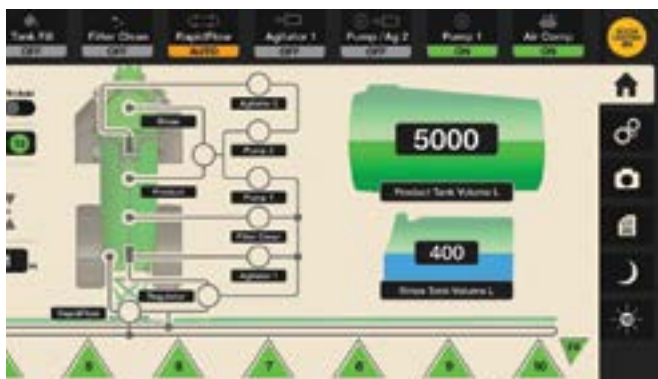 Tank Fill
OFF
Filter Clean
OFF
RapidFlow
AUTO
Agitator 1
OFF
Pump/Ag 2
OFF
Pump 1
ON
Air Comp.
ON
Agitator 2
Rinse
Pump 2
Product
Pump 1
Filter Clean
Agitator 1
Regulator
RapidFlow
5000
Product Tank Volume L
400
Rinse Tank Volume L
5
6
7
8
9
10